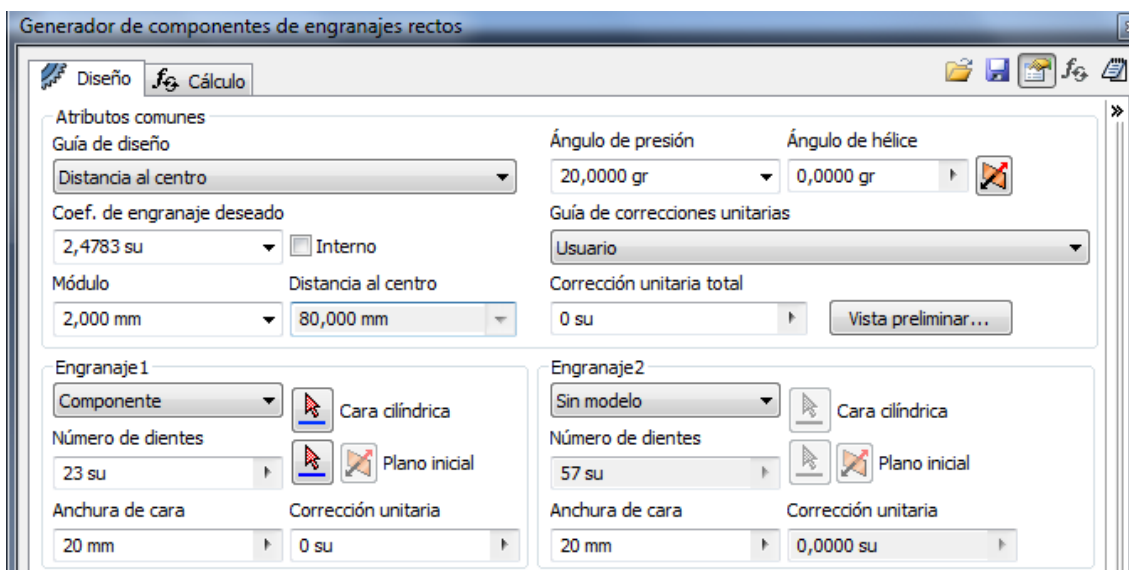 Generador de componentes de engranajes rectos
Diseño
Cálculo
Atributos comunes
Guía de diseño
Ángulo de presión
Ángulo de hélice
Distancia al centro
20,0000 gr
0,0000 gr
Coef. de engranaje deseado
Guía de correcciones unitarias
2,4783 su
Interno
Usuario
Módulo
Distancia al centro
Corrección unitaria total
2,000 mm
80,000 mm
0 su
Vista preliminar...
Engranaje1
Componente
Cara cilíndrica
Número de dientes
23 su
Plano inicial
Anchura de cara
Corrección unitaria
20 mm
0 su
Engranaje2
Sin modelo
Cara cilíndrica
Número de dientes
57 su
Plano inicial
Anchura de cara
Corrección unitaria
20 mm
0,0000 su